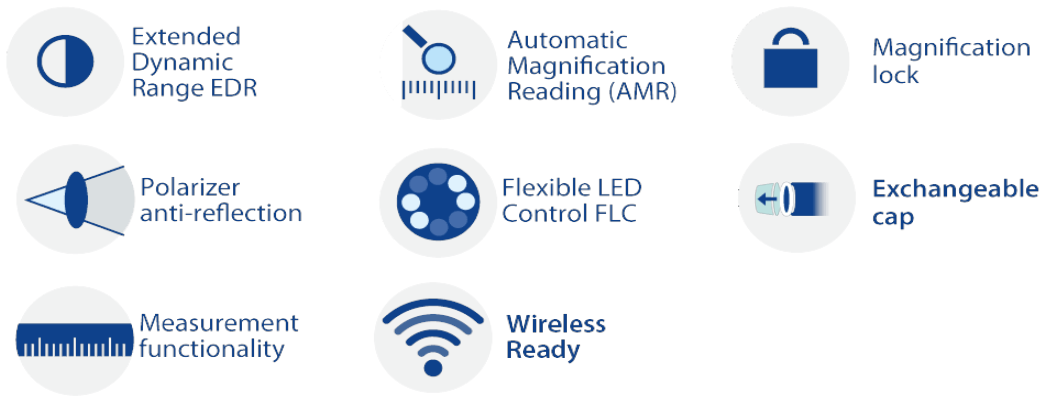 Extended
Dynamic
Range EDR
Automatic
Magnification
Reading (AMR)
Magnification
lock
Polarizer
anti-reflection
Flexible LED
Control FLC
Exchangeable
cap
Measurement
functionality
Wireless
Ready